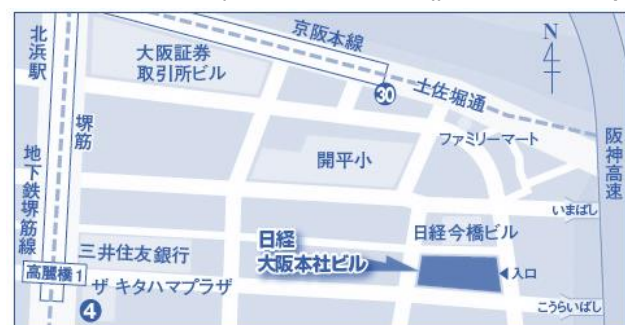 北浜駅
大阪証券
取引所ビル
京阪本線
N
30
土佐堀通
ファミリーマート
阪神高速
堺筋
地下鉄堺筋線
開平小
いまばし
三井住友銀行
日経
大阪本社ビル
日経今橋ビル
入口
高麗橋1
ザ キタハマプラザ
4
こうらいばし